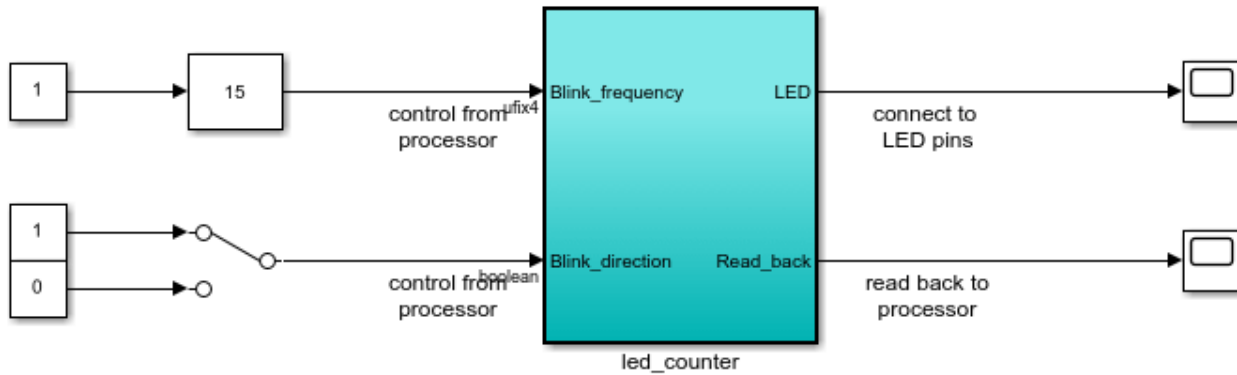 1
15
control from
processor
ufix4
Blink_frequency
LED
connect to
LED pins
1
0
control from
processor
boolean
Blink_direction
Read_back
read back to
processor
led_counter